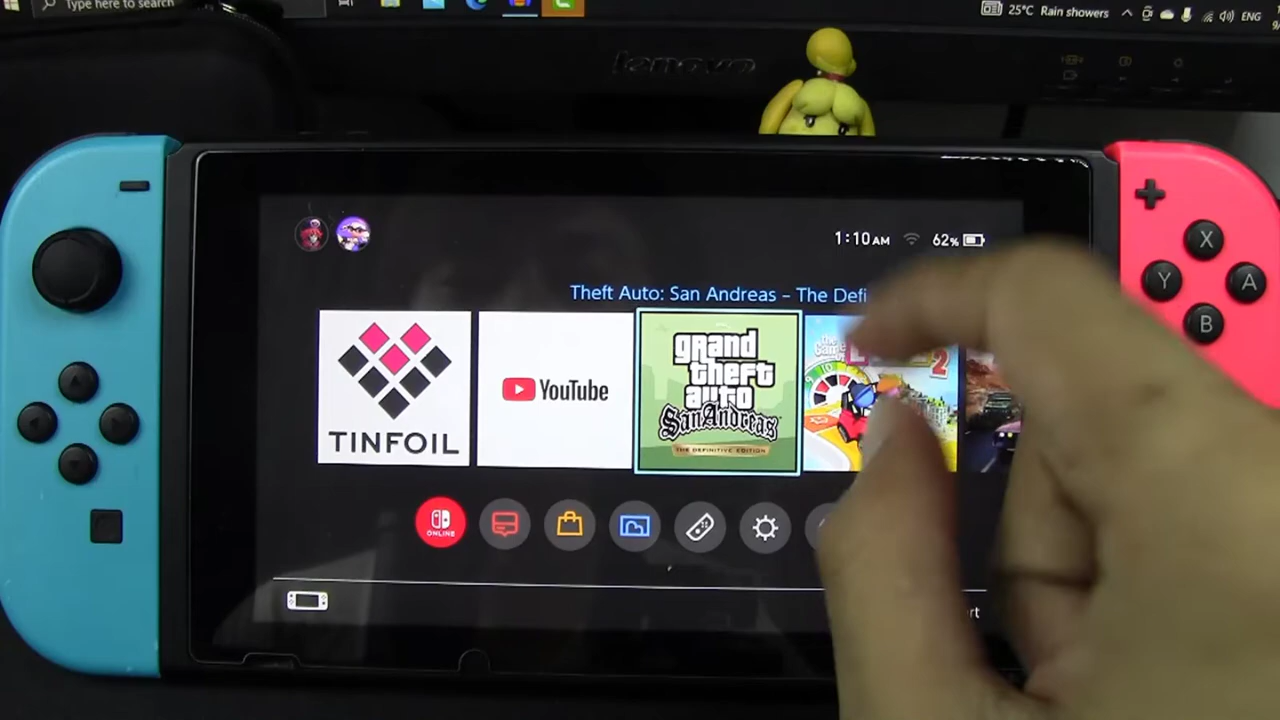 Type here to search
25°C Rain showers
ENG
lenovo
1:10 AM
62%
Theft Auto: San Andreas – The Defi
TINFOIL
YouTube
grand
theft
auto
San Andreas
THE DEFINITIVE EDITION
2
ONLINE
X
Y
A
B